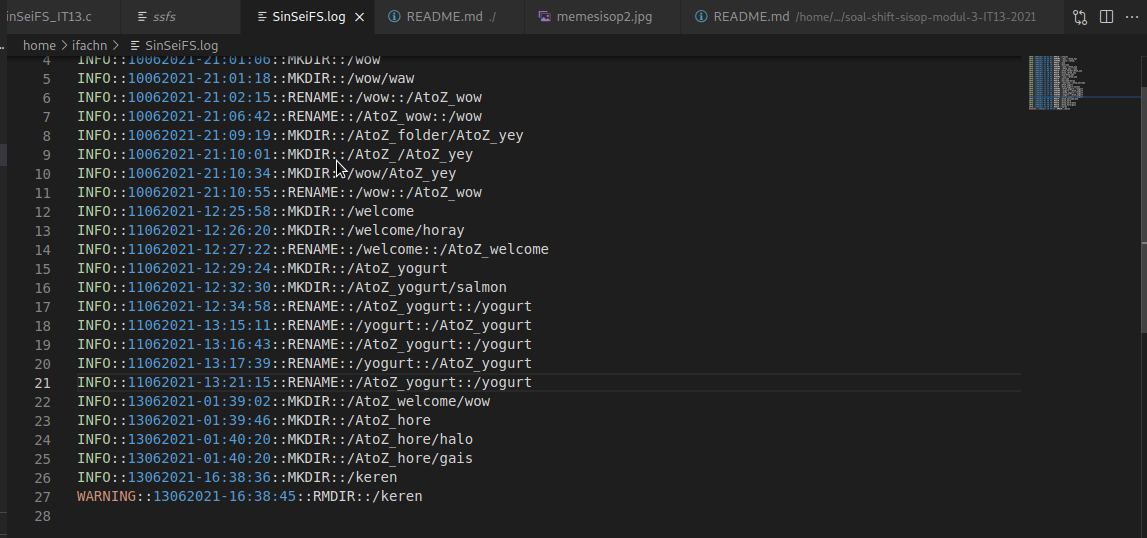 inSeiFS_IT13.c ssfs SinSeiFS.log README.md ./ memesisop2.jpg README.md /home/.../soal-shift-sisop-modul-3-IT13-2021
home > ifachn > SinSeiFS.log
4 INFO::10062021-21:01:06::MKDIR::/wow
5 INFO::10062021-21:01:18::MKDIR::/wow/waw
6 INFO::10062021-21:02:15::RENAME::/wow::/AtoZ_wow
7 INFO::10062021-21:06:42::RENAME::/AtoZ_wow::/wow
8 INFO::10062021-21:09:19::MKDIR::/AtoZ_folder/AtoZ_yey
9 INFO::10062021-21:10:01::MKDIR::/AtoZ_/AtoZ_yey
10 INFO::10062021-21:10:34::MKDIR::/wow/AtoZ_yey
11 INFO::10062021-21:10:55::RENAME::/wow::/AtoZ_wow
12 INFO::11062021-12:25:58::MKDIR::/welcome
13 INFO::11062021-12:26:20::MKDIR::/welcome/horay
14 INFO::11062021-12:27:22::RENAME::/welcome::/AtoZ_welcome
15 INFO::11062021-12:29:24::MKDIR::/AtoZ_yogurt
16 INFO::11062021-12:32:30::MKDIR::/AtoZ_yogurt/salmon
17 INFO::11062021-12:34:58::RENAME::/AtoZ_yogurt::/yogurt
18 INFO::11062021-13:15:11::RENAME::/yogurt::/AtoZ_yogurt
19 INFO::11062021-13:16:43::RENAME::/AtoZ_yogurt::/yogurt
20 INFO::11062021-13:17:39::RENAME::/yogurt::/AtoZ_yogurt
21 INFO::11062021-13:21:15::RENAME::/AtoZ_yogurt::/yogurt
22 INFO::13062021-01:39:02::MKDIR::/AtoZ_welcome/wow
23 INFO::13062021-01:39:46::MKDIR::/AtoZ_hore
24 INFO::13062021-01:40:20::MKDIR::/AtoZ_hore/halo
25 INFO::13062021-01:40:20::MKDIR::/AtoZ_hore/gais
26 INFO::13062021-16:38:36::MKDIR::/keren
27 WARNING::13062021-16:38:45::RMDIR::/keren
28